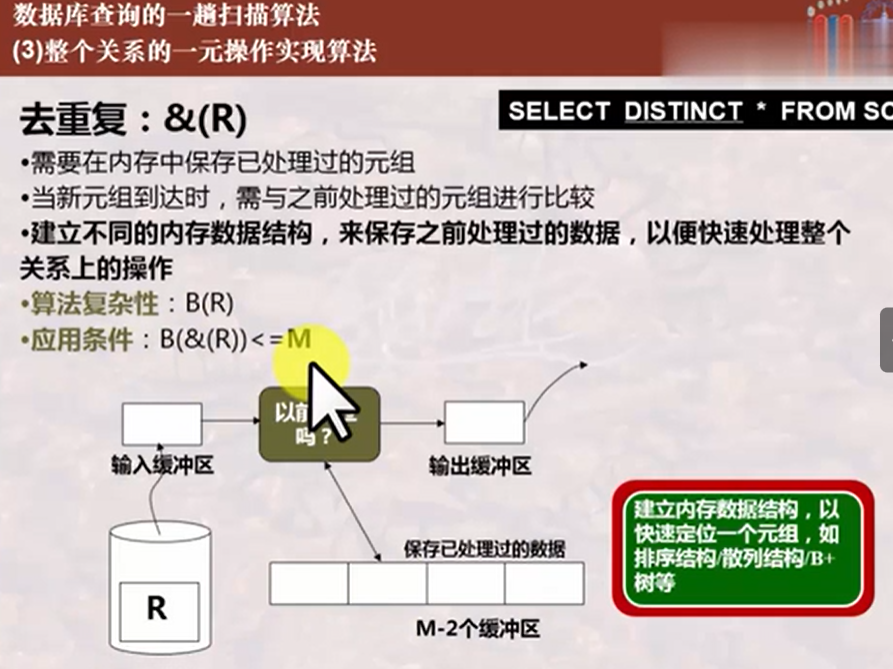 数据库查询的一趟扫描算法
(3)整个关系的一元操作实现算法
去重复：&(R)
SELECT DISTINCT * FROM SC
•需要在内存中保存已处理过的元组
•当新元组到达时，需与之前处理过的元组进行比较
•建立不同的内存数据结构，来保存之前处理过的数据，以便快速处理整个
关系上的操作
•算法复杂性：B(R)
•应用条件：B(&(R))<=M
以前
吗？
输入缓冲区
输出缓冲区
保存已处理过的数据
R
M-2个缓冲区
建立内存数据结构，以
快速定位一个元组，如
排序结构/散列结构/B+
树等